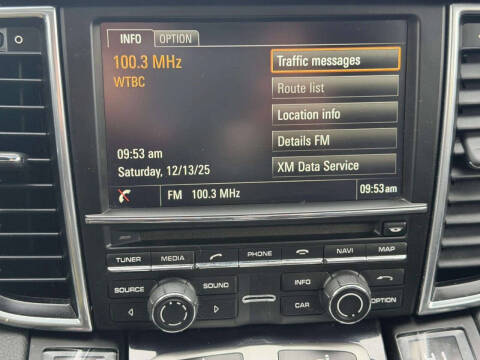 INFO OPTION
100.3 MHz
WTBC
Traffic messages
Route list
Location info
Details FM
XM Data Service
09:53 am
Saturday, 12/13/25
FM 100.3 MHz 09:53 am
TUNER MEDIA PHONE NAVI MAP
SOURCE SOUND INFO OPTION
CAR